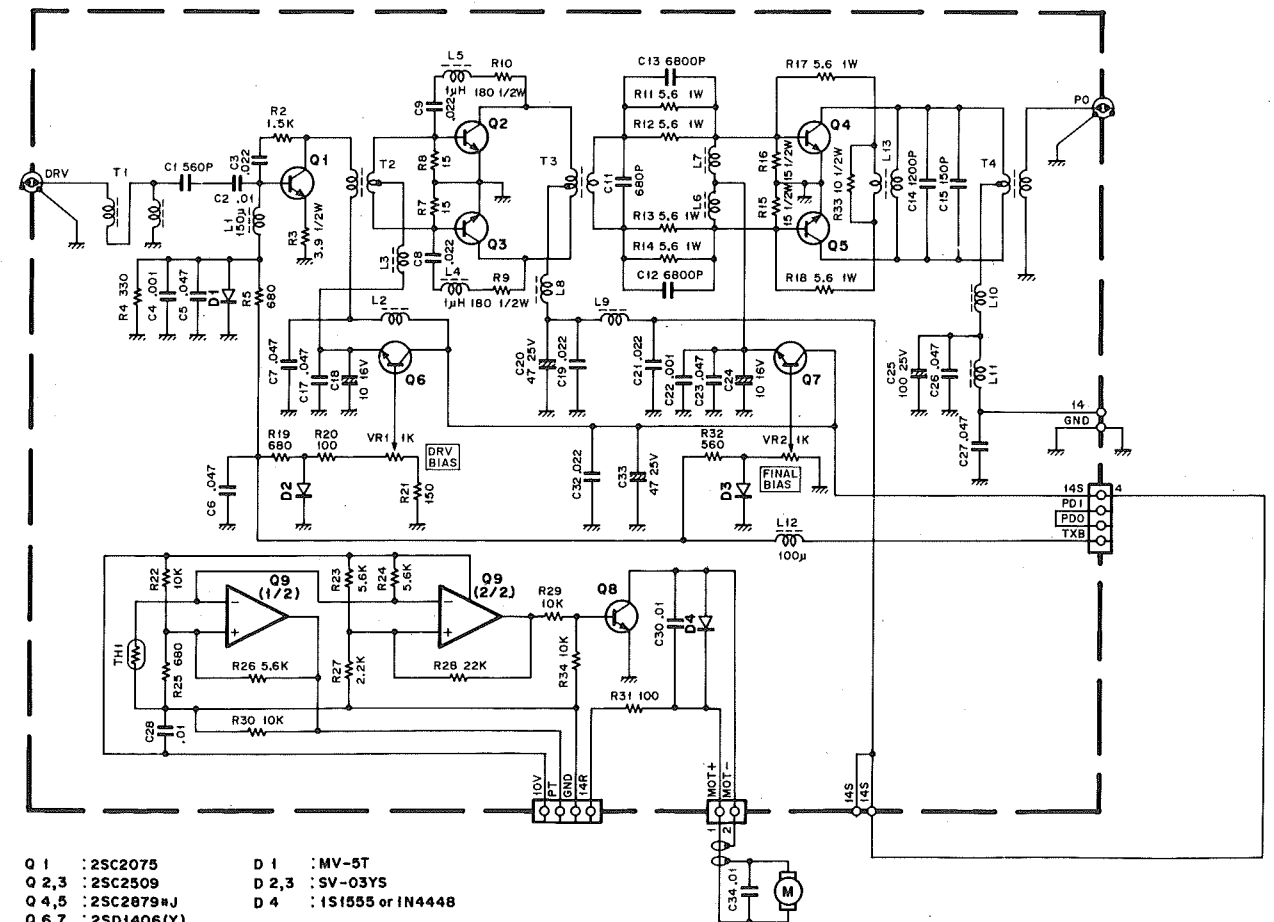 L5
R10
1μH 180 1/2W
C9 .022
R2
1.5K
C3 .022
Q1
DRV
T1
C1 560P
C2 .01
L1 150μ
R3 3.9 1/2W
T2
R8 15
R7 15
Q2
Q3
C8 .022
L4
R9
1μH 180 1/2W
L3
L8
T3
C13 6800P
R11 5.6 1W
R12 5.6 1W
C11 680P
L7
L6
R13 5.6 1W
R14 5.6 1W
C12 6800P
R17 5.6 1W
Q4
R16 15 1/2W
R15 15 1/2W
R33 10 1/2W
Q5
R18 5.6 1W
L13
C14 1200P
C15 150P
T4
PO
R4 330
C4 .001
C5 .047
D1
R5 680
L2
C7 .047
C17 .047
C18 10 16V
Q6
L9
C20 47 25V
C19 .022
C21 .022
C22 .001
C23 .047
C24 10 16V
Q7
L10
C25 100 25V
C26 .047
L11
14
GND
C27 .047
R19 680
R20 100
VR1 1K
DRV BIAS
C6 .047
D2
R21 150
C32 .022
C33 47 25V
R32 560
VR2 1K
FINAL BIAS
D3
L12
100μ
14S 4
PD1
PDO
TXB
R22 10K
Q9 (1/2)
R23 5.6K
R24 5.6K
Q9 (2/2)
R29 10K
Q8
C30 .01
D4
TH1
R25 680
R26 5.6K
R27 2.2K
R28 22K
R34 10K
R31 100
C28 .01
R30 10K
10V
PT
GND
14R
MOT+
MOT-
14S
14S
1
2
C34 .01
M
Q 1 : 2SC2075
D 1 : MV-5T
Q 2,3 : 2SC2509
D 2,3 : SV-03YS
Q 4,5 : 2SC2879#J
D 4 : 1S1555 or 1N4448
Q 6,7 : 2SD1406(Y)